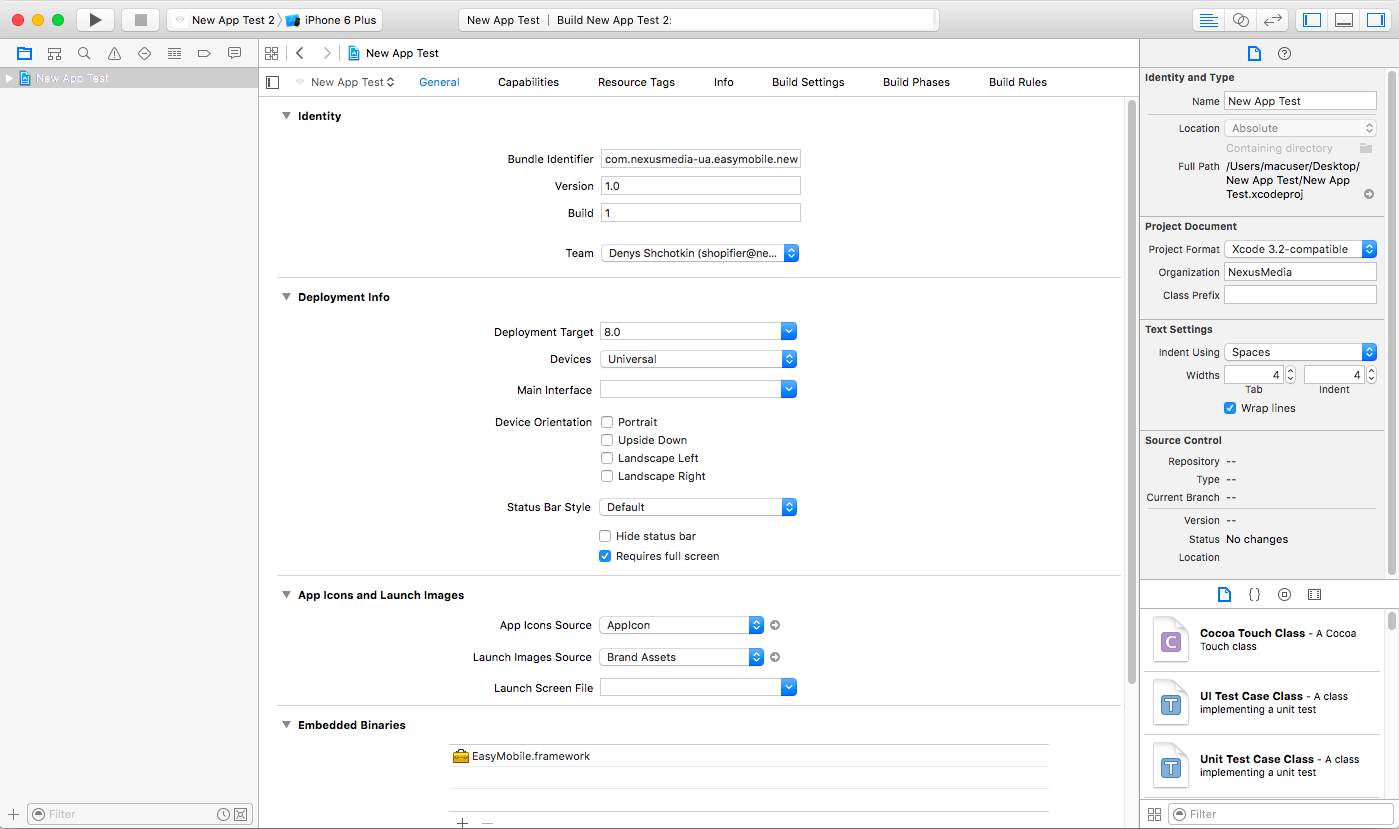 New App Test 2 iPhone 6 Plus
New App Test | Build New App Test 2:
New App Test
New App Test
New App Test
General
Capabilities
Resource Tags
Info
Build Settings
Build Phases
Build Rules
Identity
Bundle Identifier com.nexusmedia-ua.easymobile.new
Version 1.0
Build 1
Team Denys Shchotkin (shopifier@ne...
Deployment Info
Deployment Target 8.0
Devices Universal
Main Interface
Device Orientation Portrait
Upside Down
Landscape Left
Landscape Right
Status Bar Style Default
Hide status bar
Requires full screen
App Icons and Launch Images
App Icons Source AppIcon
Launch Images Source Brand Assets
Launch Screen File
Embedded Binaries
EasyMobile.framework
Filter
Identity and Type
Name New App Test
Location Absolute
Containing directory
Full Path /Users/macuser/Desktop/
New App Test/New App
Test.xcodeproj
Project Document
Project Format Xcode 3.2-compatible
Organization NexusMedia
Class Prefix
Text Settings
Indent Using Spaces
Widths 4 4
Tab Indent
Wrap lines
Source Control
Repository --
Type --
Current Branch --
Version --
Status No changes
Location
{ }
C
Cocoa Touch Class - A Cocoa
Touch class
T
UI Test Case Class - A class
implementing a unit test
T
Unit Test Case Class - A class
implementing a unit test
Filter